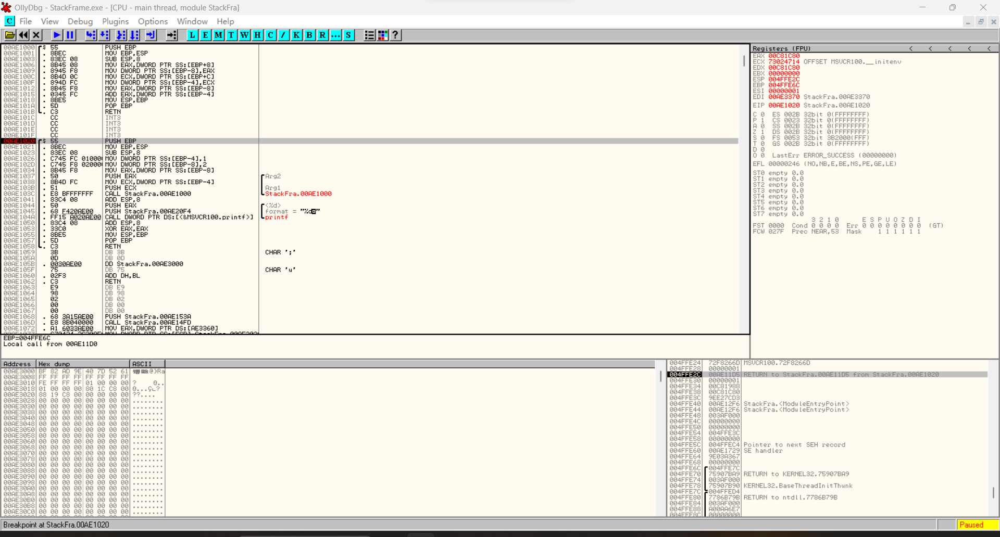 OllyDbg - StackFrame.exe - [CPU - main thread, module StackFra]
C File View Debug Plugins Options Window Help
L E M T W H C / K B R ... S ?
00AE1000 $ 55 PUSH EBP
00AE1001 . 8BEC MOV EBP,ESP
00AE1003 . 83EC 08 SUB ESP,8
00AE1006 . 8B45 08 MOV EAX,DWORD PTR SS:[EBP+8]
00AE1009 . 8945 F8 MOV DWORD PTR SS:[EBP-8],EAX
00AE100C . 8B4D 0C MOV ECX,DWORD PTR SS:[EBP+C]
00AE100F . 894D FC MOV DWORD PTR SS:[EBP-4],ECX
00AE1012 . 8B45 F8 MOV EAX,DWORD PTR SS:[EBP-8]
00AE1015 . 0345 FC ADD EAX,DWORD PTR SS:[EBP-4]
00AE1018 . 8BE5 MOV ESP,EBP
00AE101A . 5D POP EBP
00AE101B . C3 RETN
00AE101C CC INT3
00AE101D CC INT3
00AE101E CC INT3
00AE101F CC INT3
00AE1020 $ 55 PUSH EBP
00AE1021 . 8BEC MOV EBP,ESP
00AE1023 . 83EC 08 SUB ESP,8
00AE1026 . C745 FC 01000 MOV DWORD PTR SS:[EBP-4],1
00AE102D . C745 F8 02000 MOV DWORD PTR SS:[EBP-8],2
00AE1034 . 8B45 F8 MOV EAX,DWORD PTR SS:[EBP-8]
00AE1037 . 50 PUSH EAX Arg2
00AE1038 . 8B4D FC MOV ECX,DWORD PTR SS:[EBP-4]
00AE103B . 51 PUSH ECX Arg1
00AE103C . E8 BFFFFFFF CALL StackFra.00AE1000 StackFra.00AE1000
00AE1041 . 83C4 08 ADD ESP,8
00AE1044 . 50 PUSH EAX <%d>
00AE1045 . 68 F420AE00 PUSH StackFra.00AE20F4 format = "%d"
00AE104A . FF15 A020AE00 CALL DWORD PTR DS:[<&MSVCR100.printf>] printf
00AE1050 . 83C4 08 ADD ESP,8
00AE1053 . 33C0 XOR EAX,EAX
00AE1055 . 8BE5 MOV ESP,EBP
00AE1057 . 5D POP EBP
00AE1058 . C3 RETN
00AE1059 3B DB 3B CHAR ';'
00AE105A 0D DB 0D
00AE105B . 0030AE00 DD StackFra.00AE3000
00AE105F 75 DB 75 CHAR 'u'
00AE1060 . 02F3 ADD DH,BL
00AE1062 . C3 RETN
00AE1063 E9 DB E9
00AE1064 98 DB 98
00AE1065 02 DB 02
00AE1066 00 DB 00
00AE1067 00 DB 00
00AE1068 . 68 3A15AE00 PUSH StackFra.00AE153A
00AE106D . E8 8B040000 CALL StackFra.00AE14FD
00AE1072 . A1 6033AE00 MOV EAX,DWORD PTR DS:[AE3360]
EBP=004FFE6C
Local call from 00AE11D0
Registers (FPU) < < < < <
EAX 00C81C80
ECX 73024714 OFFSET MSVCR100.__initenv
EDX 00C81C80
EBX 00000000
ESP 004FFE2C
EBP 004FFE6C
ESI 00000001
EDI 00AE3370 StackFra.00AE3370
EIP 00AE1020 StackFra.00AE1020
C 0 ES 002B 32bit 0(FFFFFFFF)
P 1 CS 0023 32bit 0(FFFFFFFF)
A 0 SS 002B 32bit 0(FFFFFFFF)
Z 1 DS 002B 32bit 0(FFFFFFFF)
S 0 FS 0053 32bit 3B2000(FFF)
T 0 GS 002B 32bit 0(FFFFFFFF)
D 0
O 0 LastErr ERROR_SUCCESS (00000000)
EFL 00000246 (NO,NB,E,BE,NS,PE,GE,LE)
ST0 empty 0.0
ST1 empty 0.0
ST2 empty 0.0
ST3 empty 0.0
ST4 empty 0.0
ST5 empty 0.0
ST6 empty 0.0
ST7 empty 0.0
3 2 1 0 E S P U O Z D I
FST 0000 Cond 0 0 0 0 Err 0 0 0 0 0 0 0 0 (GT)
FCW 027F Prec NEAR,53 Mask 1 1 1 1 1 1
Address Hex dump ASCII
00AE3000 BF 82 AD 9E 40 7D 52 61 @}Ra
00AE3008 FF FF FF FF FF FF FF FF
00AE3010 FE FF FF FF 01 00 00 00 ?
00AE3018 01 00 00 00 80 1C C8 00
00AE3020 88 19 C8 00 00 00 00 00 ??....
00AE3028 00 00 00 00 00 00 00 00 ........
00AE3030 00 00 00 00 00 00 00 00 ........
00AE3038 00 00 00 00 00 00 00 00 ........
00AE3040 00 00 00 00 00 00 00 00 ........
00AE3048 00 00 00 00 00 00 00 00 ........
00AE3050 00 00 00 00 00 00 00 00 ........
00AE3058 00 00 00 00 00 00 00 00 ........
00AE3060 00 00 00 00 00 00 00 00 ........
00AE3068 00 00 00 00 00 00 00 00 ........
00AE3070 00 00 00 00 00 00 00 00 ........
00AE3078 00 00 00 00 00 00 00 00 ........
00AE3080 00 00 00 00 00 00 00 00 ........
00AE3088 00 00 00 00 00 00 00 00 ........
00AE3090 00 00 00 00 00 00 00 00 ........
00AE3098 00 00 00 00 00 00 00 00 ........
00AE30A0 00 00 00 00 00 00 00 00 ........
00AE30A8 00 00 00 00 00 00 00 00 ........
00AE30B0 00 00 00 00 00 00 00 00 ........
00AE30B8 00 00 00 00 00 00 00 00 ........
00AE30C0 00 00 00 00 00 00 00 00 ........
004FFE24 72F8266D MSVCR100.72F8266D
004FFE28 00000001
004FFE2C 00AE11D5 RETURN to StackFra.00AE11D5 from StackFra.00AE1020
004FFE30 00000001
004FFE34 00C81988
004FFE38 00C81C80
004FFE3C 9EE27CD3
004FFE40 00AE12F6 StackFra.<ModuleEntryPoint>
004FFE44 00AE12F6 StackFra.<ModuleEntryPoint>
004FFE48 003AF000
004FFE4C 00000000
004FFE50 00000000
004FFE54 004FFE3C
004FFE58 00000000
004FFE5C 004FFEC4 Pointer to next SEH record
004FFE60 00AE1729 SE handler
004FFE64 9E03A367
004FFE68 00000000
004FFE6C 004FFE7C
004FFE70 75907BA9 RETURN to KERNEL32.75907BA9
004FFE74 003AF000
004FFE78 75907B90 KERNEL32.BaseThreadInitThunk
004FFE7C 004FFED4
004FFE80 7786B79B RETURN to ntdll.7786B79B
004FFE84 003AF000
004FFE88 A00AA6E7
004FFE8C 00000000
Breakpoint at StackFra.00AE1020
Paused